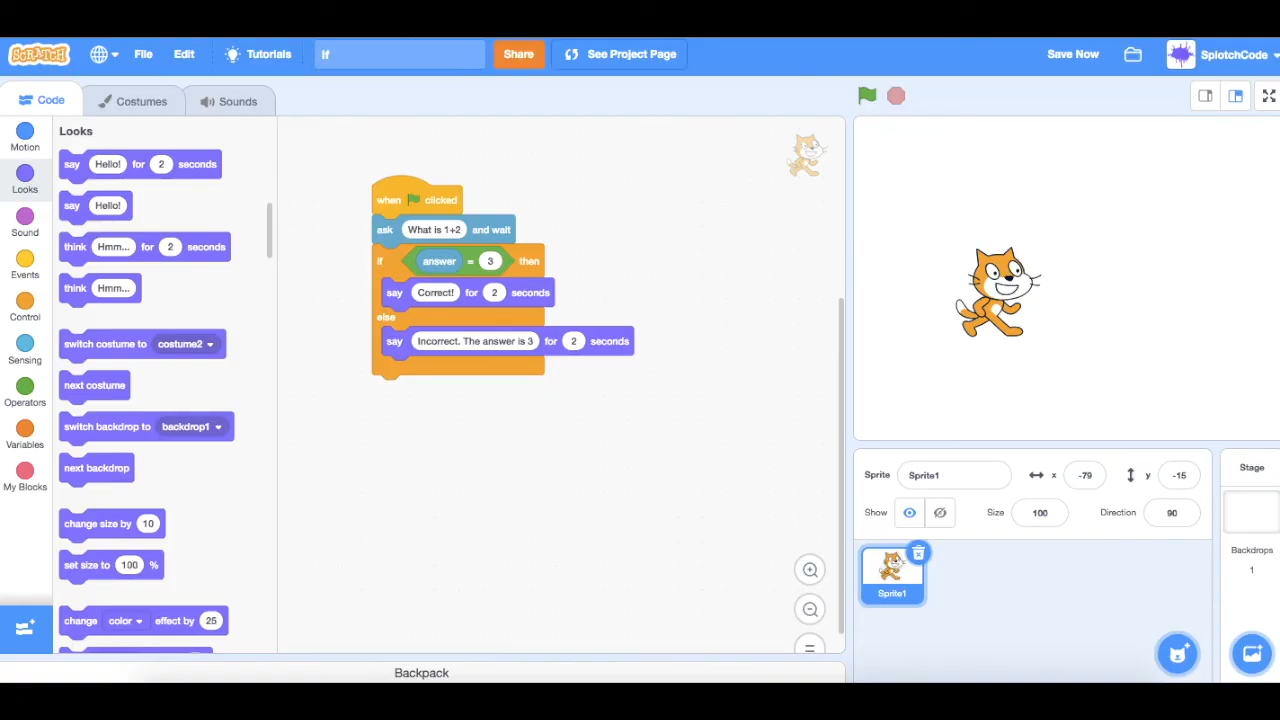 SCRATCH File Edit Tutorials If Share See Project Page Save Now SplotchCode
Code Costumes Sounds
Motion
Looks
Sound
Events
Control
Sensing
Operators
Variables
My Blocks
Looks
say Hello! for 2 seconds
say Hello!
think Hmm... for 2 seconds
think Hmm...
switch costume to costume2
next costume
switch backdrop to backdrop1
next backdrop
change size by 10
set size to 100 %
change color effect by 25
when clicked
ask What is 1+2 and wait
if answer = 3 then
say Correct! for 2 seconds
else
say Incorrect. The answer is 3 for 2 seconds
Backpack
Sprite Sprite1 x -79 y -15
Show Size 100 Direction 90
Sprite1
Stage
Backdrops
1